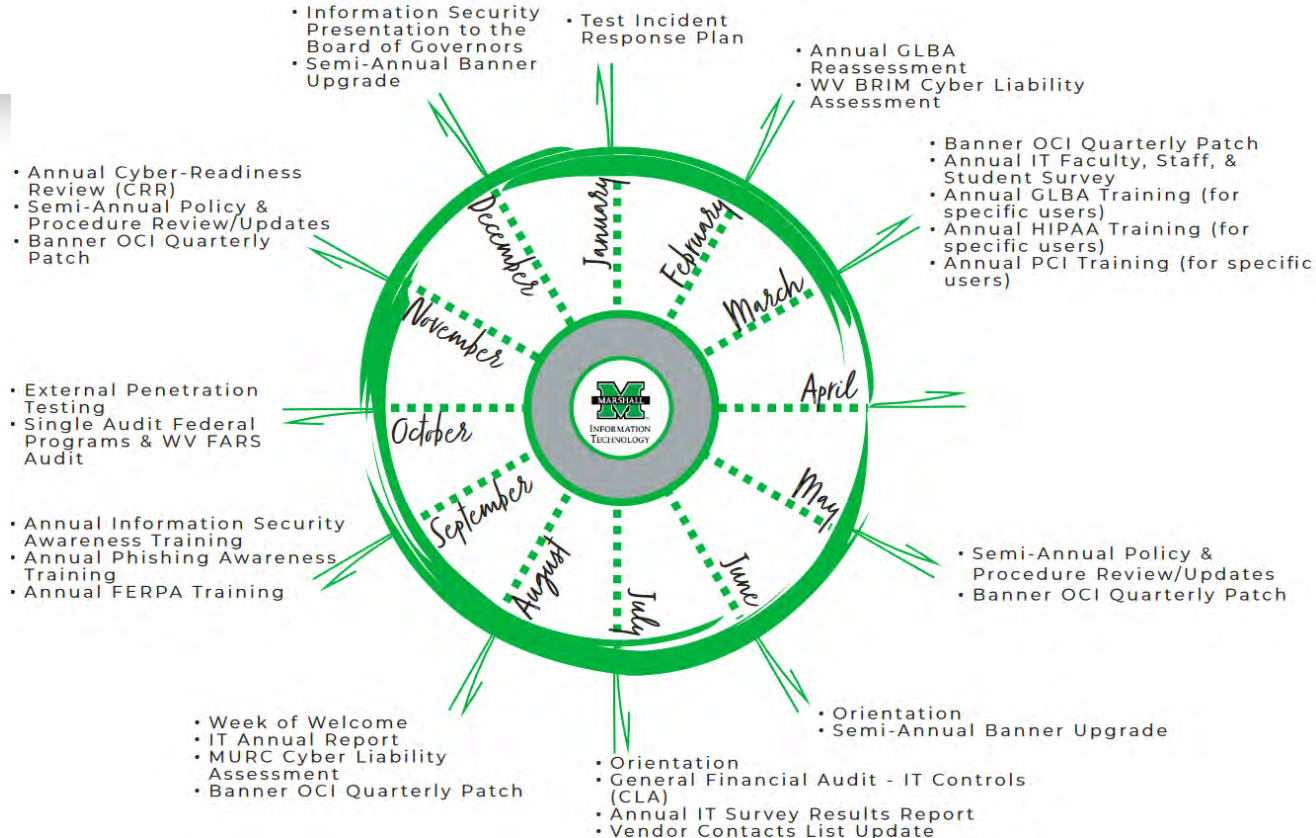 • Information Security
Presentation to the
Board of Governors
• Semi-Annual Banner
Upgrade
• Test Incident
Response Plan
• Annual GLBA
Reassessment
• WV BRIM Cyber Liability
Assessment
• Banner OCI Quarterly Patch
• Annual IT Faculty, Staff, &
Student Survey
• Annual GLBA Training (for
specific users)
• Annual HIPAA Training (for
specific users)
• Annual PCI Training (for specific
users)
• Annual Cyber-Readiness
Review (CRR)
• Semi-Annual Policy &
Procedure Review/Updates
• Banner OCI Quarterly
Patch
December
January
February
March
November
April
October
May
September
June
August
July
M
MARSHALL
INFORMATION
TECHNOLOGY
• External Penetration
Testing
• Single Audit Federal
Programs & WV FARS
Audit
• Annual Information Security
Awareness Training
• Annual Phishing Awareness
Training
• Annual FERPA Training
• Semi-Annual Policy &
Procedure Review/Updates
• Banner OCI Quarterly Patch
• Week of Welcome
• IT Annual Report
• MURC Cyber Liability
Assessment
• Banner OCI Quarterly Patch
• Orientation
• General Financial Audit - IT Controls
(CLA)
• Annual IT Survey Results Report
• Vendor Contacts List Update
• Orientation
• Semi-Annual Banner Upgrade